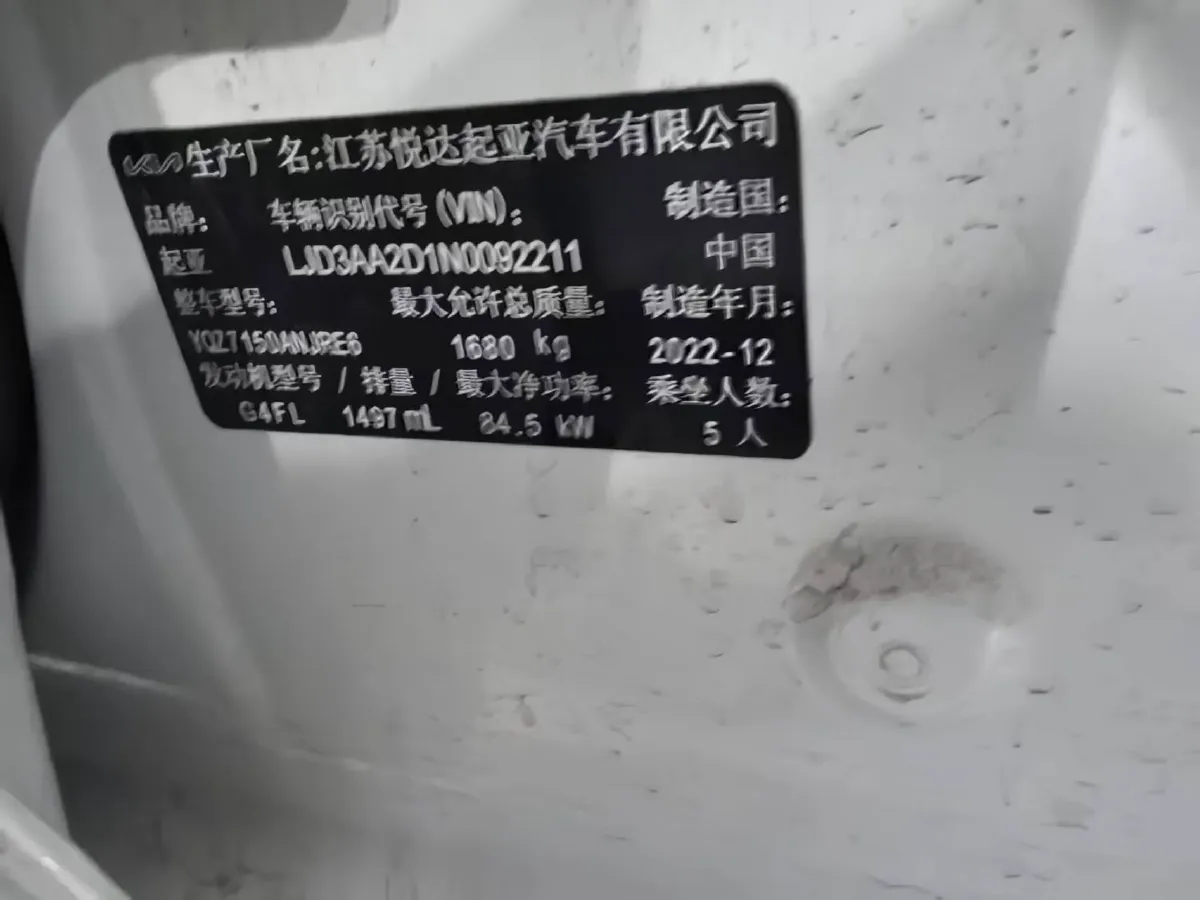 KIA 生产厂名:江苏悦达起亚汽车有限公司
品牌: 车辆识别代号(VIN): 制造国:
起亚 LJD3AA2D1N0092211 中国
整车型号: 最大允许总质量: 制造年月:
YQZ7150ANJRE6 1680 kg 2022-12
发动机型号 / 排量 / 最大净功率: 乘坐人数:
G4FL 1497 mL 84.5 kW 5 人